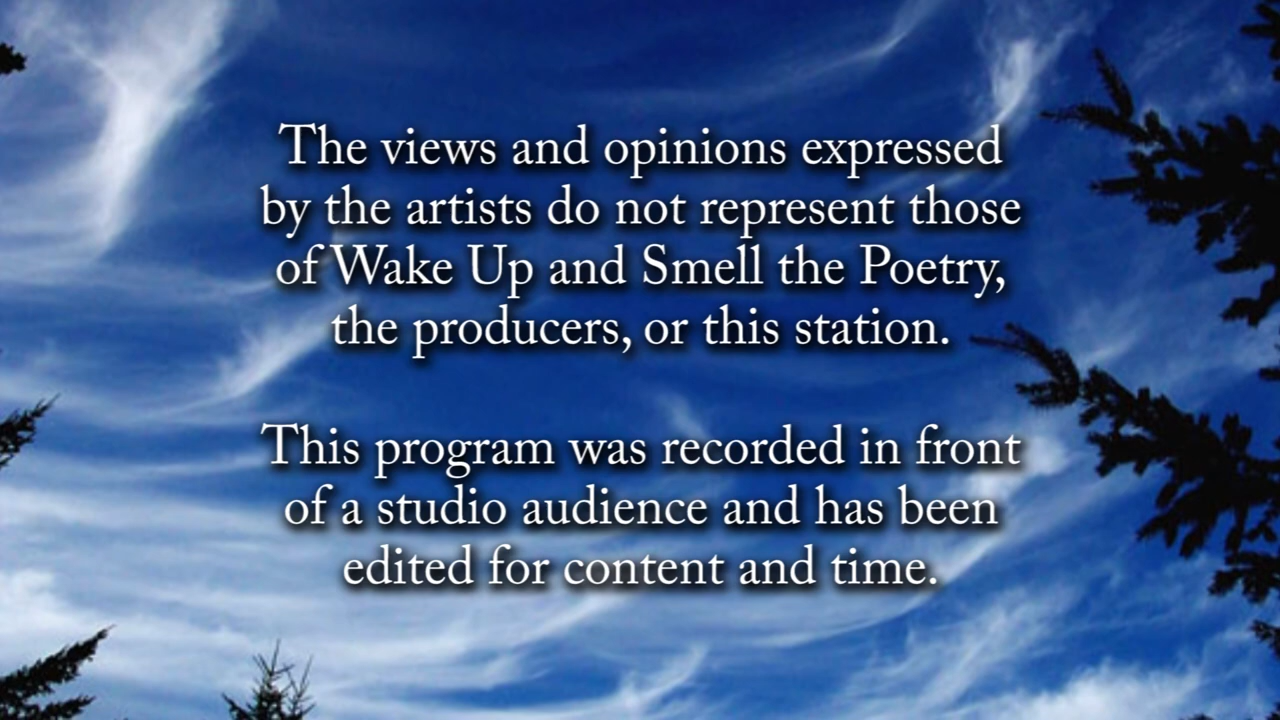 The views and opinions expressed
by the artists do not represent those
of Wake Up and Smell the Poetry,
the producers, or this station.
This program was recorded in front
of a studio audience and has been
edited for content and time.